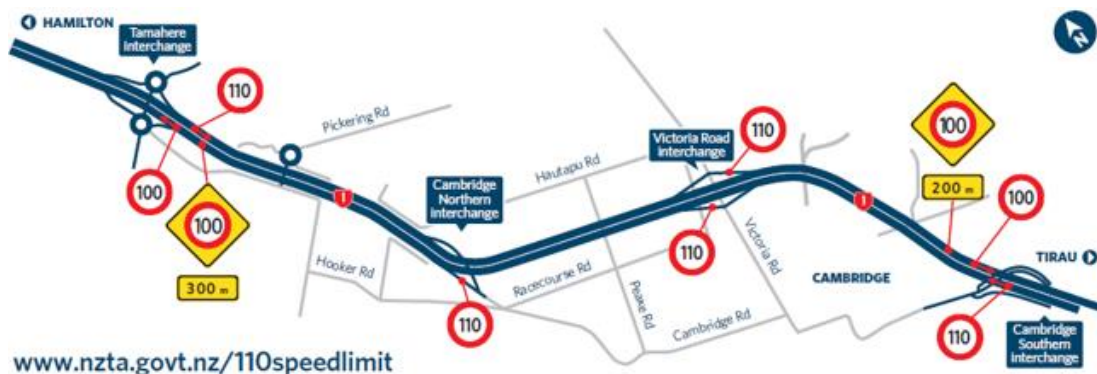 HAMILTON
Tamahere
Interchange
N
110
Pickering Rd
100
100
300 m
1
Cambridge
Northern
Interchange
Hautapu Rd
Victoria Road
Interchange
110
100
200 m
100
1
TIRAU
Hooker Rd
110
Racecourse Rd
Peake Rd
110
Victoria Rd
Cambridge Rd
CAMBRIDGE
110
Cambridge
Southern
Interchange
www.nzta.govt.nz/110speedlimit